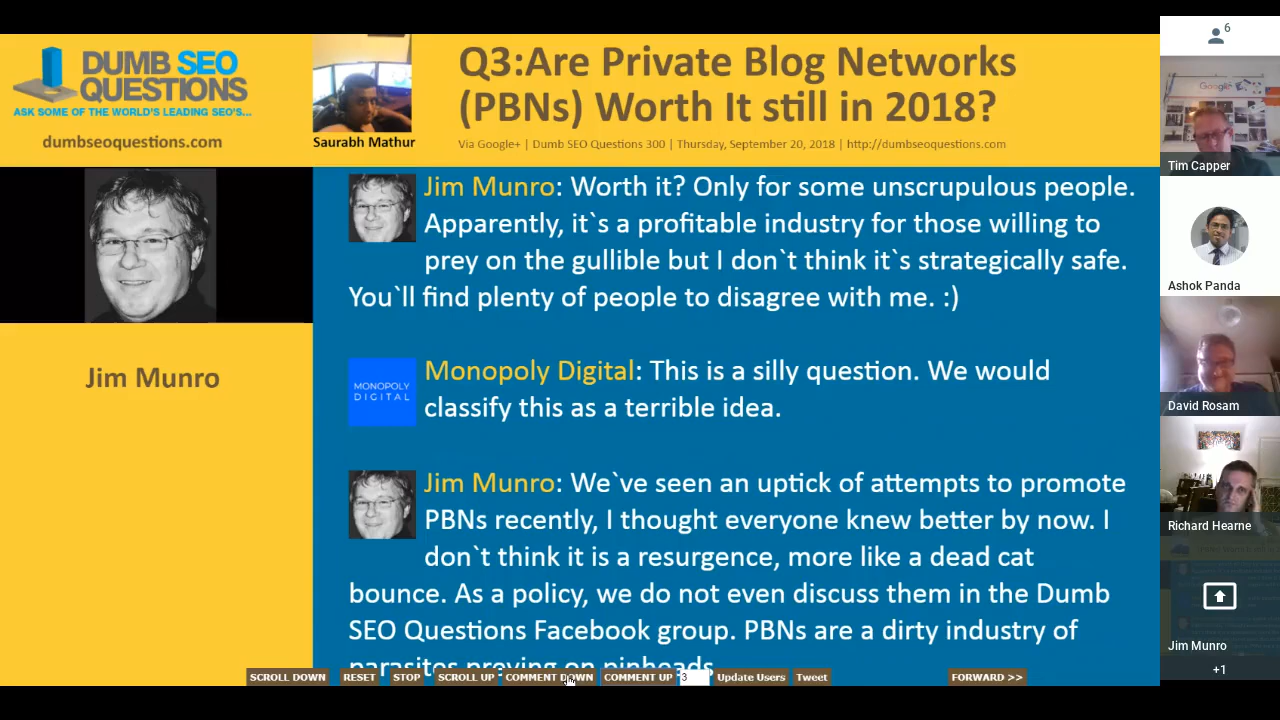 DUMB SEO
QUESTIONS
ASK SOME OF THE WORLD'S LEADING SEO'S...
dumbseoquestions.com
Saurabh Mathur
Q3:Are Private Blog Networks
(PBNs) Worth It still in 2018?
Via Google+ | Dumb SEO Questions 300 | Thursday, September 20, 2018 | http://dumbseoquestions.com
Jim Munro
Jim Munro: Worth it? Only for some unscrupulous people.
Apparently, it`s a profitable industry for those willing to
prey on the gullible but I don`t think it`s strategically safe.
You`ll find plenty of people to disagree with me. :)
MONOPOLY
DIGITAL
Monopoly Digital: This is a silly question. We would
classify this as a terrible idea.
Jim Munro: We`ve seen an uptick of attempts to promote
PBNs recently, I thought everyone knew better by now. I
don`t think it is a resurgence, more like a dead cat
bounce. As a policy, we do not even discuss them in the Dumb
SEO Questions Facebook group. PBNs are a dirty industry of
parasites preying on pinheads
SCROLL DOWN RESET STOP SCROLL UP COMMENT DOWN COMMENT UP 3 Update Users Tweet FORWARD >>
6
Google
Tim Capper
Ashok Panda
David Rosam
Richard Hearne
Jim Munro
+1